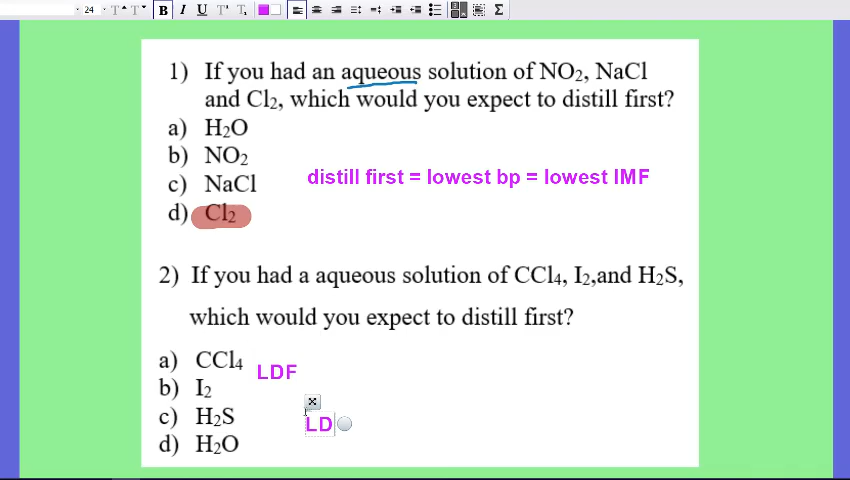 24 T T B I U T T Σ
1) If you had an aqueous solution of NO₂, NaCl
and Cl₂, which would you expect to distill first?
a) H₂O
b) NO₂
c) NaCl
distill first = lowest bp = lowest IMF
d) Cl₂
2) If you had a aqueous solution of CCl₄, I₂,and H₂S,
which would you expect to distill first?
a) CCl₄
LDF
b) I₂
c) H₂S
LD
d) H₂O